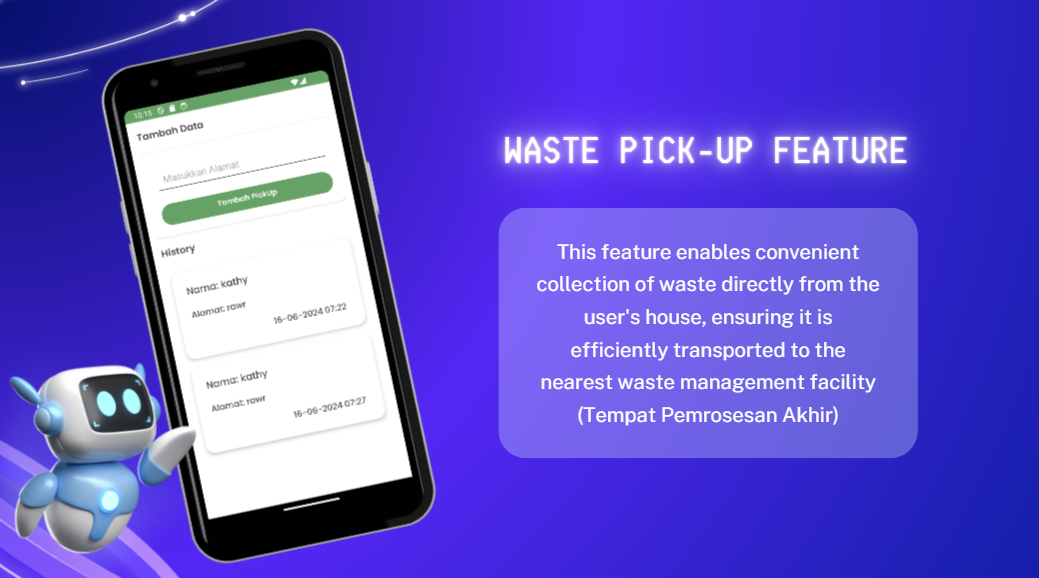 10:15
Tambah Data
Masukkan Alamat
Tambah PickUp
History
Nama: kathy
Alamat: rawr
16-06-2024 07:22
Nama: kathy
Alamat: rawr
16-06-2024 07:27
WASTE PICK-UP FEATURE
This feature enables convenient
collection of waste directly from the
user's house, ensuring it is
efficiently transported to the
nearest waste management facility
(Tempat Pemrosesan Akhir)